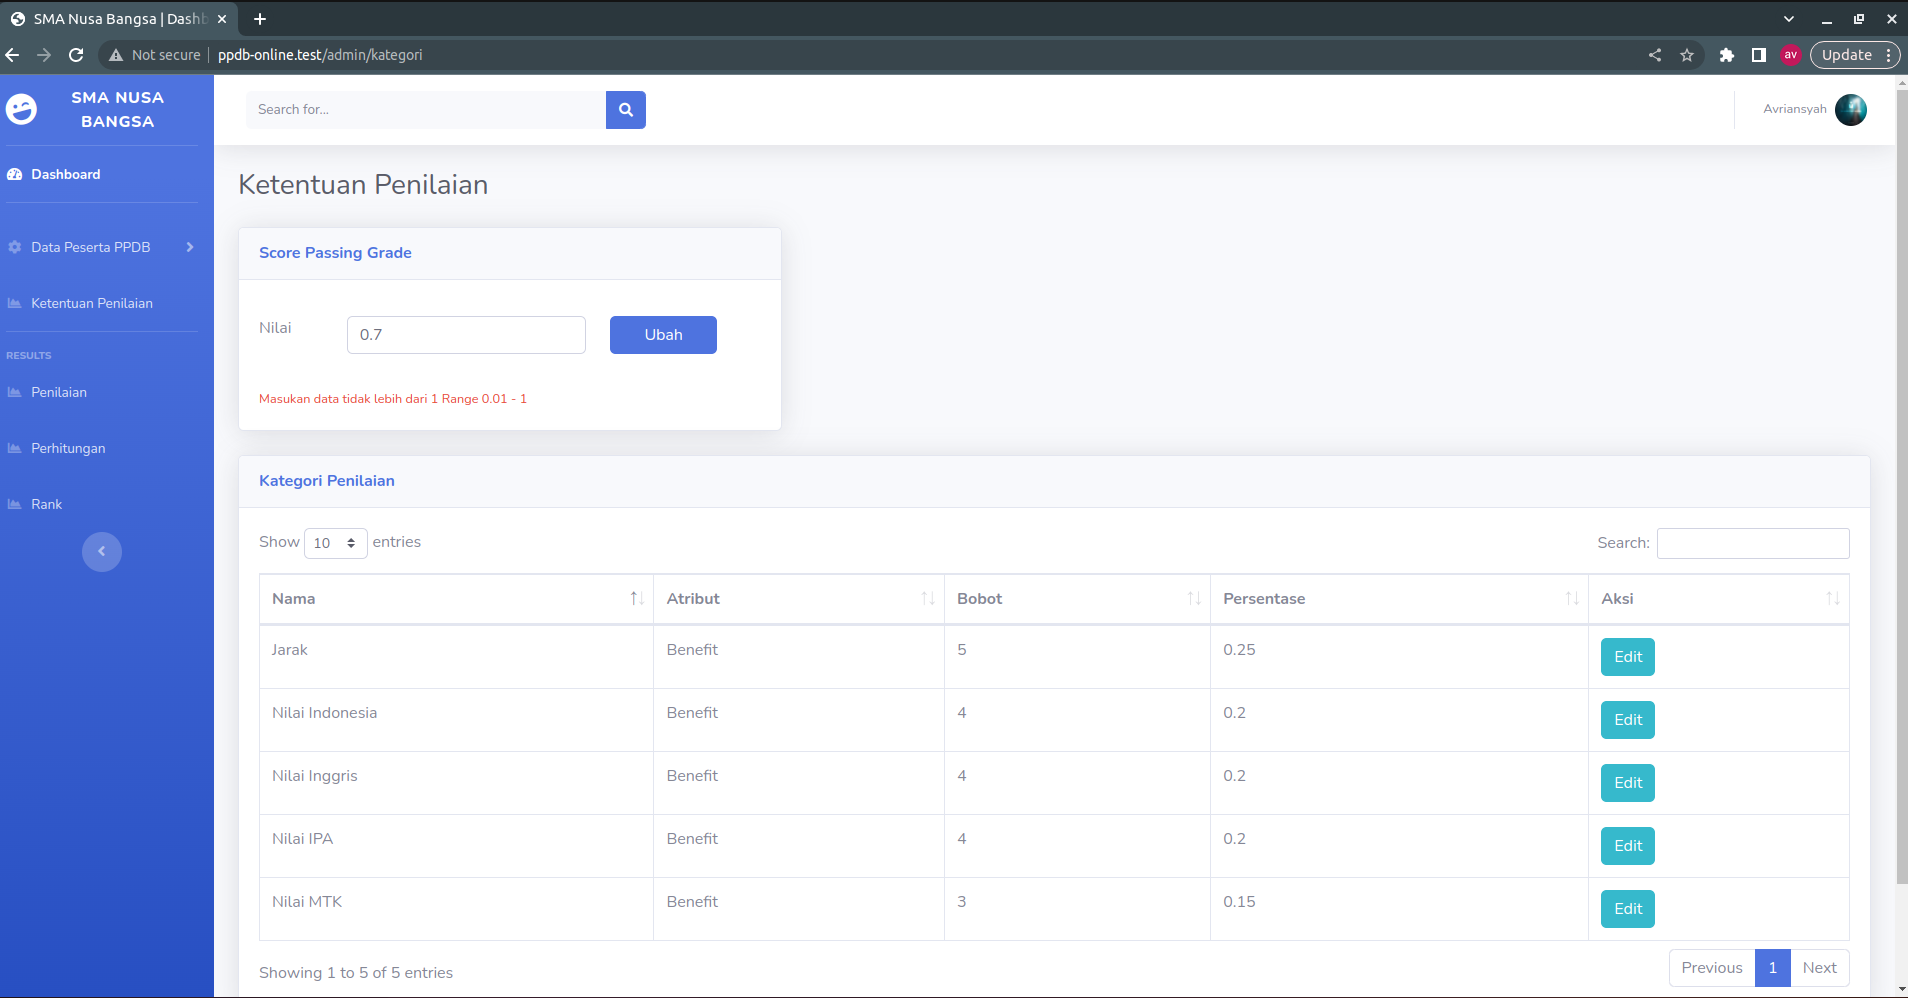 SMA Nusa Bangsa | Dashb
Not secure
ppdb-online.test/admin/kategori
av
Update
SMA NUSA
BANGSA
Search for...
Avriansyah
Dashboard
Data Peserta PPDB
Ketentuan Penilaian
RESULTS
Penilaian
Perhitungan
Rank
Ketentuan Penilaian
Score Passing Grade
Nilai
0.7
Ubah
Masukan data tidak lebih dari 1 Range 0.01 - 1
Kategori Penilaian
Show 10 entries
Search:
Nama Atribut Bobot Persentase Aksi
Jarak Benefit 5 0.25 Edit
Nilai Indonesia Benefit 4 0.2 Edit
Nilai Inggris Benefit 4 0.2 Edit
Nilai IPA Benefit 4 0.2 Edit
Nilai MTK Benefit 3 0.15 Edit
Showing 1 to 5 of 5 entries
Previous 1 Next